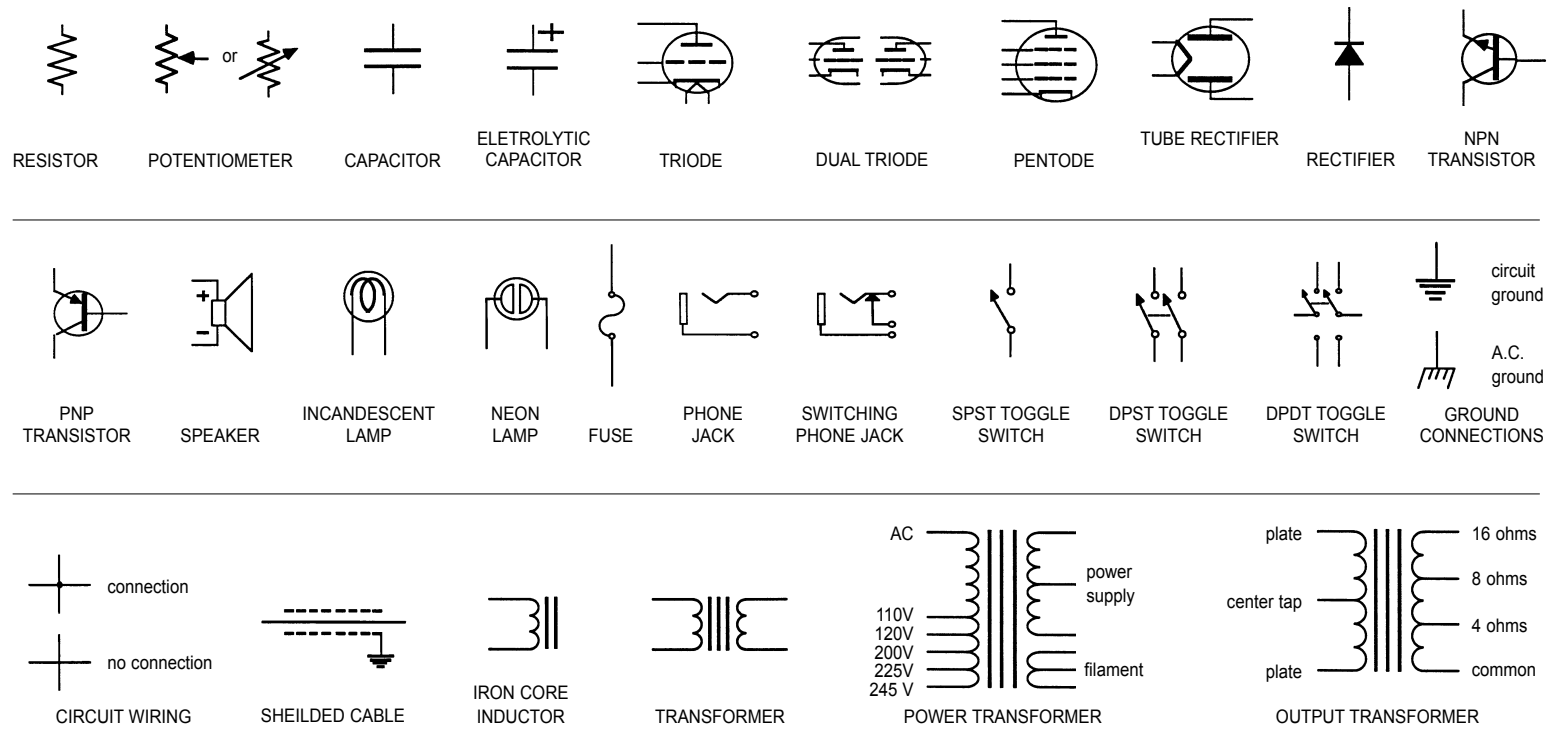 or
+
RESISTOR
POTENTIOMETER
CAPACITOR
ELETROLYTIC
CAPACITOR
TRIODE
DUAL TRIODE
PENTODE
TUBE RECTIFIER
RECTIFIER
NPN
TRANSISTOR
+
–
circuit
ground
A.C.
ground
PNP
TRANSISTOR
SPEAKER
INCANDESCENT
LAMP
NEON
LAMP
FUSE
PHONE
JACK
SWITCHING
PHONE JACK
SPST TOGGLE
SWITCH
DPST TOGGLE
SWITCH
DPDT TOGGLE
SWITCH
GROUND
CONNECTIONS
connection
no connection
CIRCUIT WIRING
SHEILDED CABLE
IRON CORE
INDUCTOR
TRANSFORMER
AC
110V
120V
200V
225V
245 V
power
supply
filament
POWER TRANSFORMER
plate
center tap
plate
16 ohms
8 ohms
4 ohms
common
OUTPUT TRANSFORMER